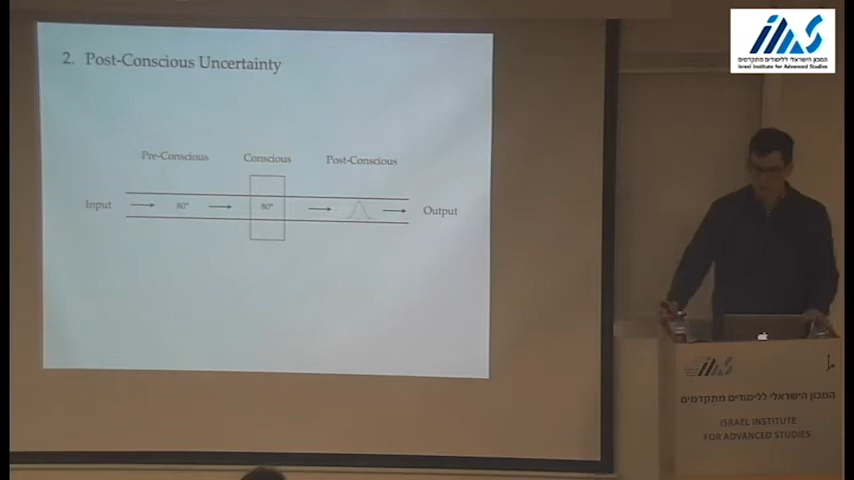 2. Post-Conscious Uncertainty
Pre-Conscious Conscious Post-Conscious
Input 80° 80° Output
המכון הישראלי ללימודים מתקדמים
Israel Institute for Advanced Studies
המכון הישראלי ללימודים מתקדמים
ISRAEL INSTITUTE
FOR ADVANCED STUDIES